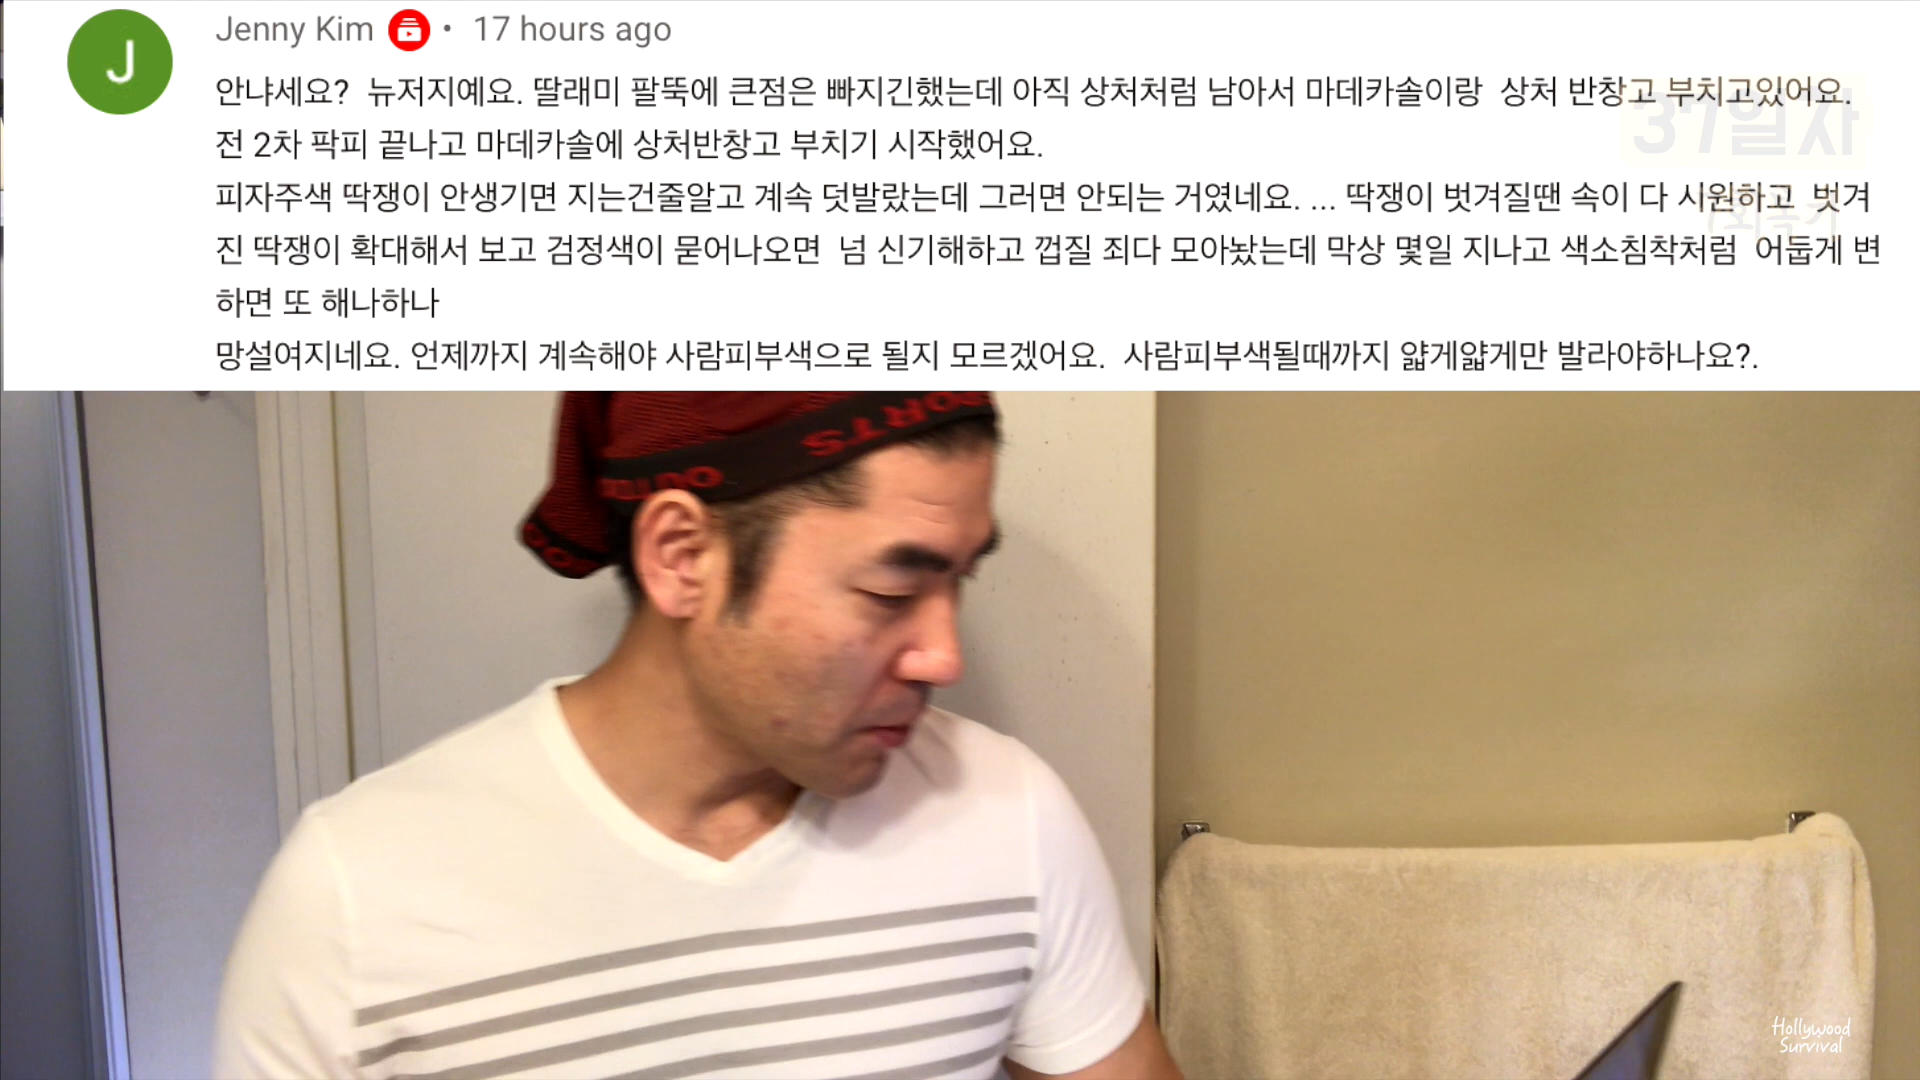 J
Jenny Kim • 17 hours ago
안냐세요? 뉴저지예요. 딸래미 팔뚝에 큰점은 빠지긴했는데 아직 상처처럼 남아서 마데카솔이랑 상처 반창고 부치고있어요.
전 2차 팍피 끝나고 마데카솔에 상처반창고 부치기 시작했어요.
피자주색 딱쟁이 안생기면 지는건줄알고 계속 덧발랐는데 그러면 안되는 거였네요. ... 딱쟁이 벗겨질땐 속이 다 시원하고 벗겨
진 딱쟁이 확대해서 보고 검정색이 묻어나오면 넘 신기해하고 껍질 죄다 모아놨는데 막상 몇일 지나고 색소침착처럼 어둡게 변
하면 또 해나하나
망설여지네요. 언제까지 계속해야 사람피부색으로 될지 모르겠어요. 사람피부색될때까지 얇게얇게만 발라야하나요?.
37일차
SPORTS
OUTTO
Hollywood
Survival